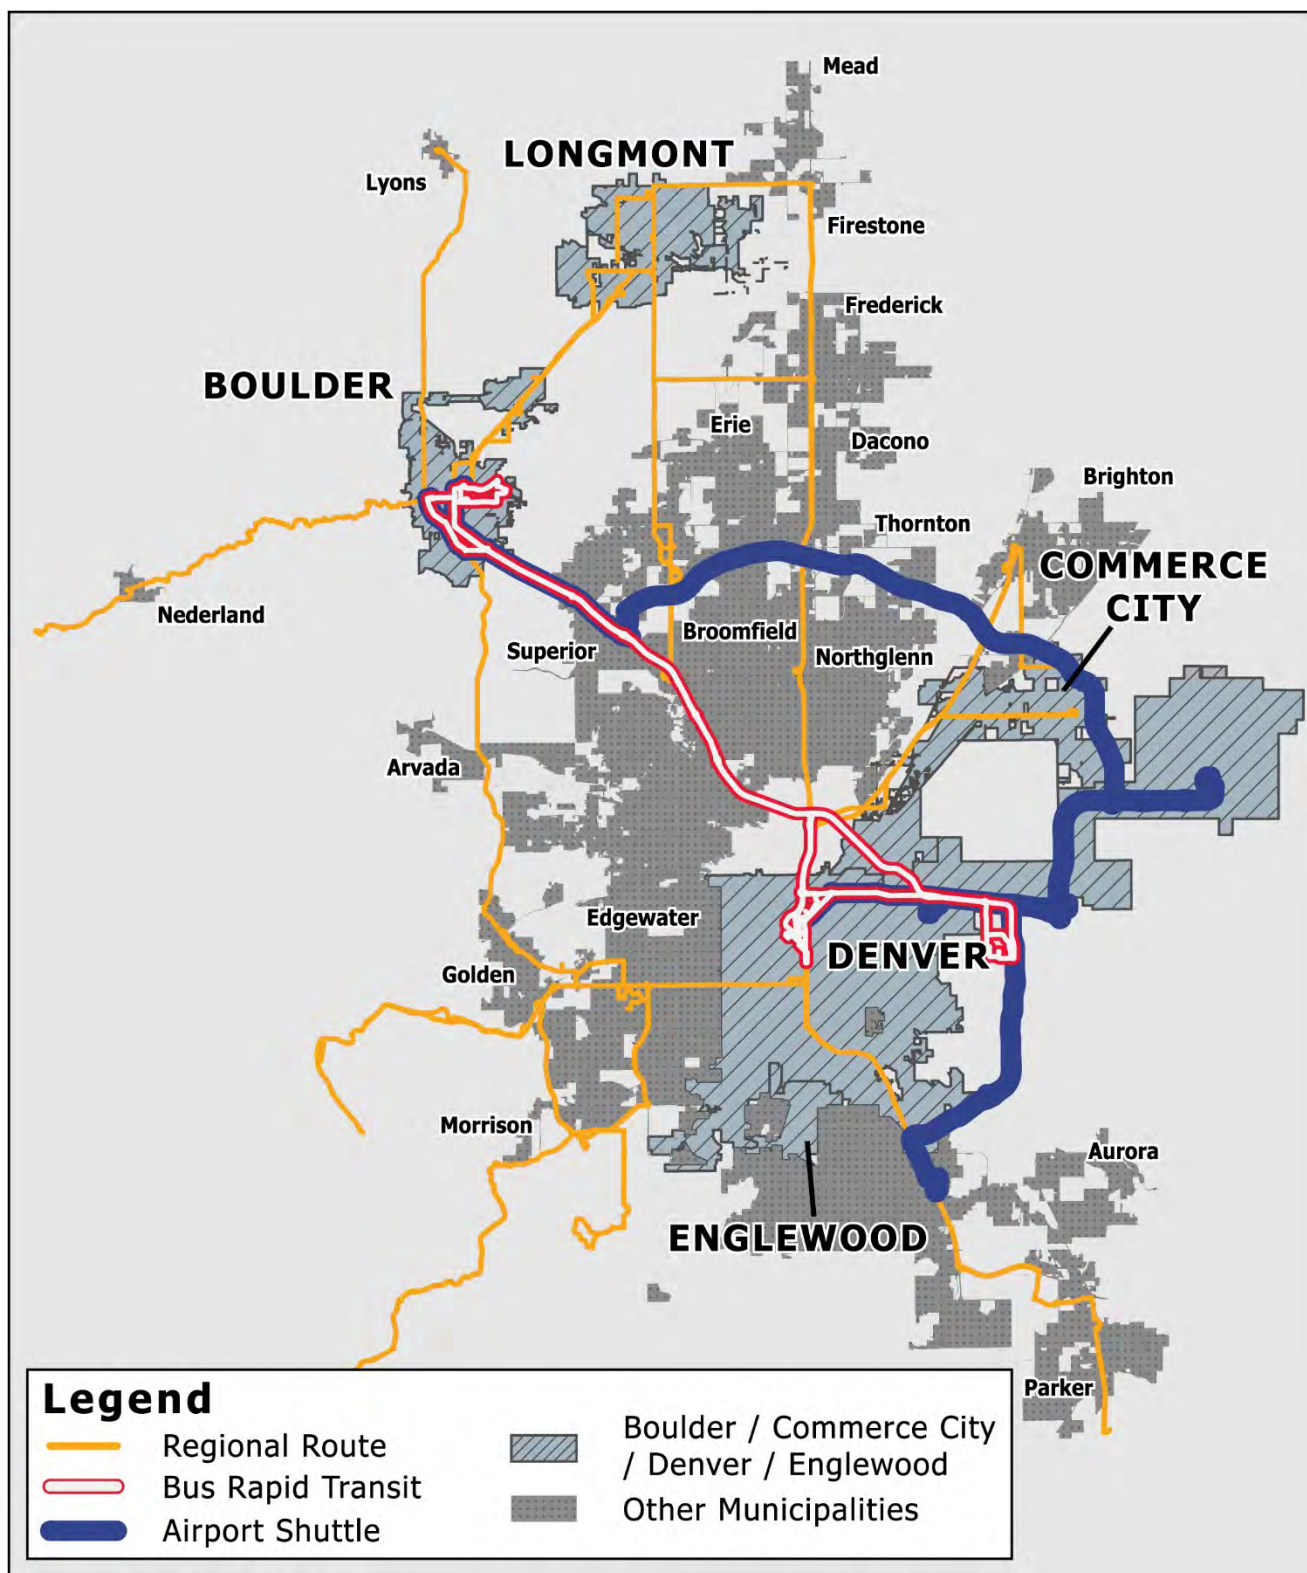 Mead
LONGMONT
Lyons
Firestone
Frederick
BOULDER
Erie
Dacono
Brighton
Thornton
COMMERCE
CITY
Nederland
Broomfield
Superior
Northglenn
Arvada
Edgewater
DENVER
Golden
Morrison
Aurora
ENGLEWOOD
Parker
Legend
Regional Route
Bus Rapid Transit
Airport Shuttle
Boulder / Commerce City
/ Denver / Englewood
Other Municipalities